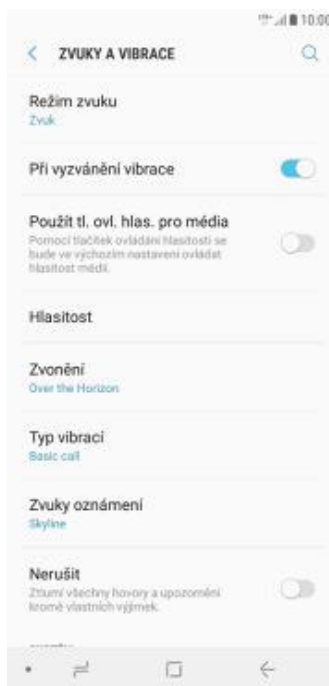 10:00
ZVUKY A VIBRACE
Režim zvuku
Zvuk
Při vyzvánění vibrace
Použít tl. ovl. hlas. pro média
Pomocí tlačítek ovládání hlasitosti se
bude ve výchozím nastavení ovládat
hlasitost médií.
Hlasitost
Zvonění
Over the Horizon
Typ vibrací
Basic call
Zvuky oznámení
Skyline
Nerušit
Ztlumí všechny hovory a upozornění
kromě vlastních výjimek.